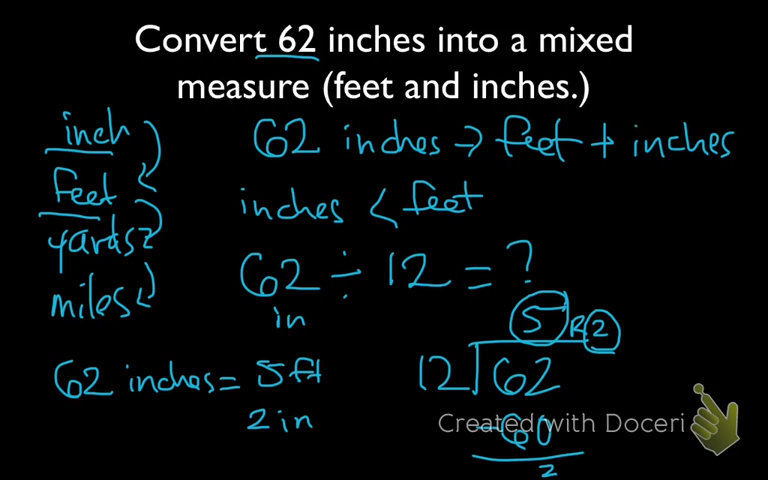 Convert 62 inches into a mixed
measure (feet and inches.)
inch
feet
yards
miles
62 inches → feet + inches
inches < feet
62 ÷ 12 = ?
in
5 R 2
12 62
-60
2
62 inches = 5 ft
2 in
Created with Doceri